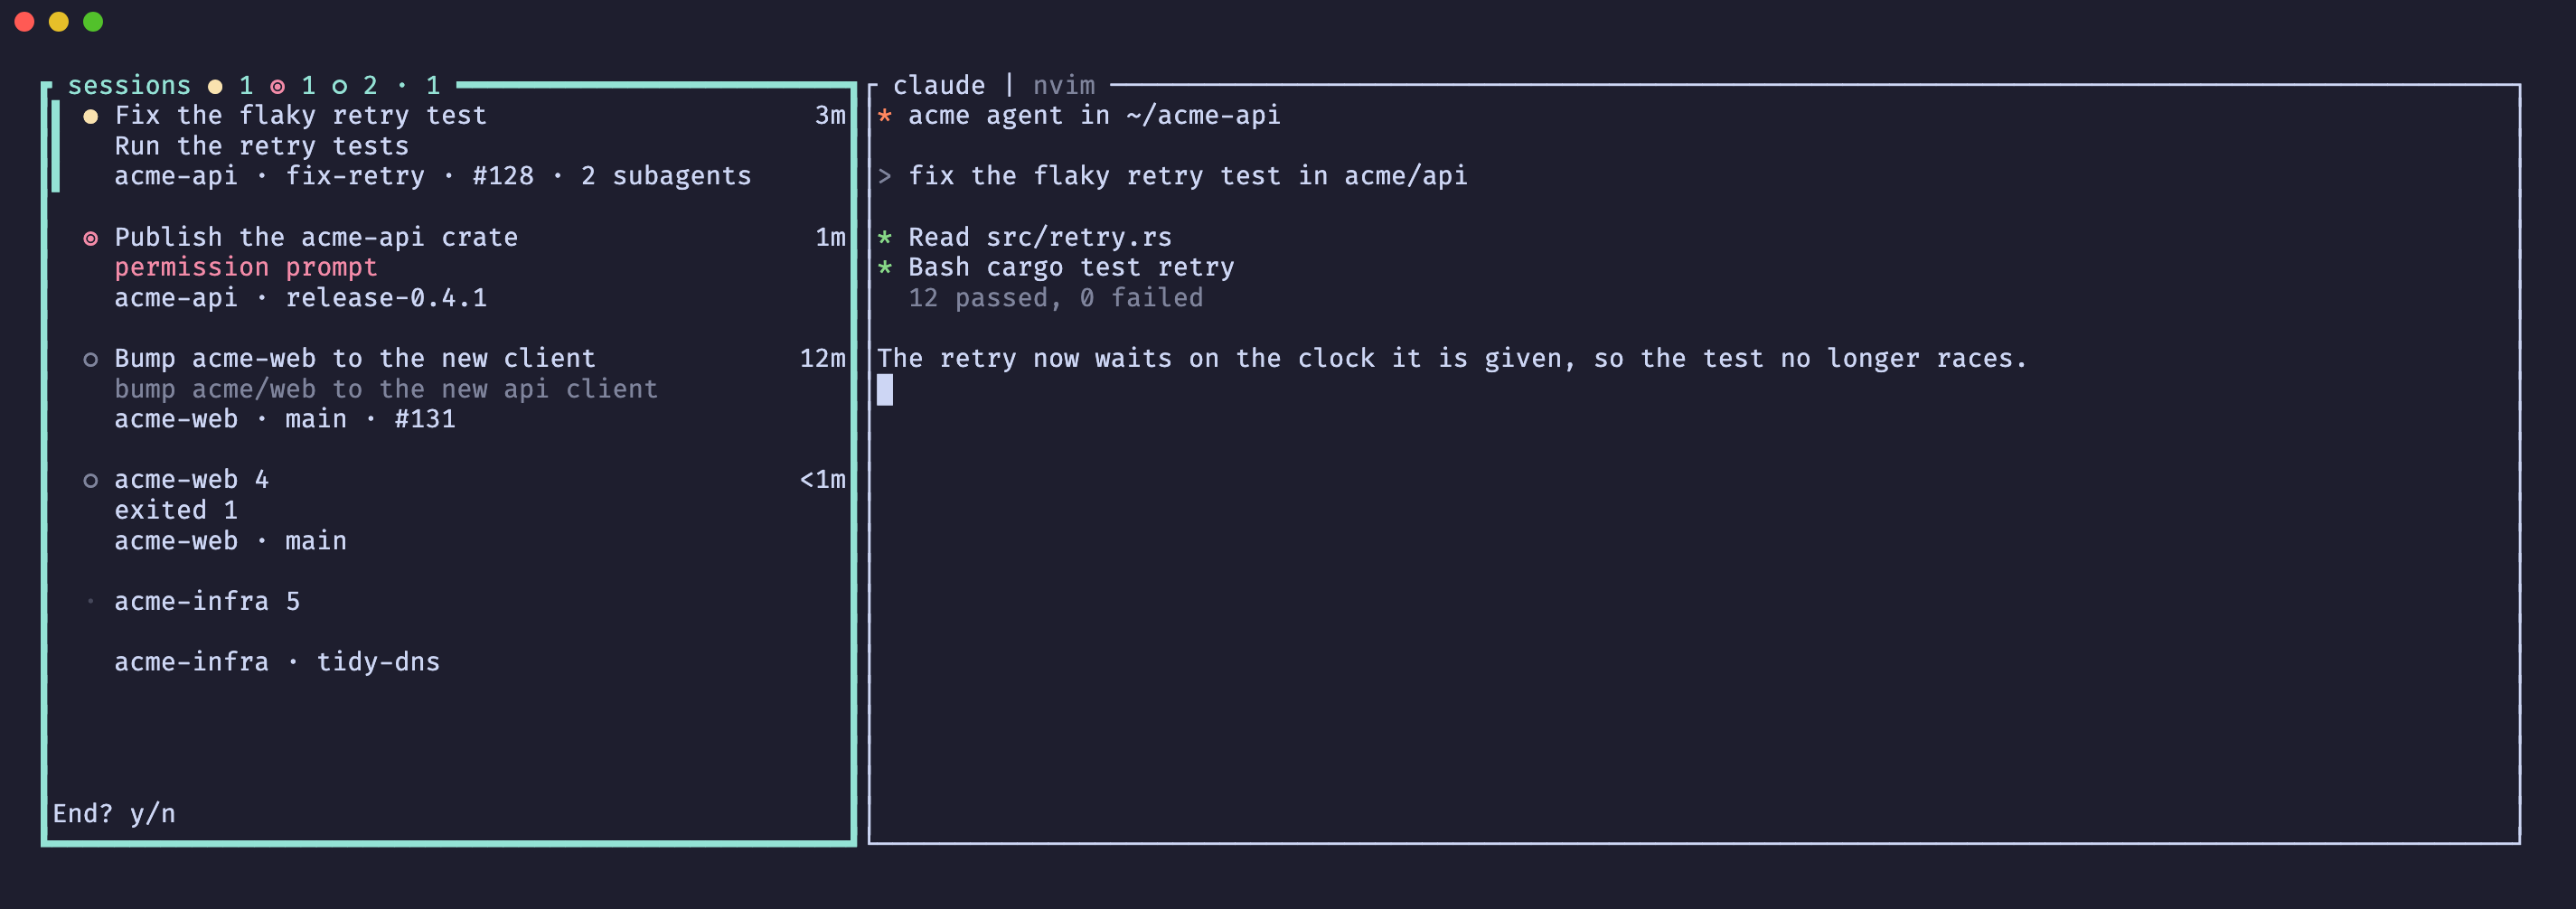 sessions ● 1 ◉ 1 ○ 2 · 1
● Fix the flaky retry test 3m
Run the retry tests
acme-api · fix-retry · #128 · 2 subagents
◉ Publish the acme-api crate 1m
permission prompt
acme-api · release-0.4.1
○ Bump acme-web to the new client 12m
bump acme/web to the new api client
acme-web · main · #131
○ acme-web 4 <1m
exited 1
acme-web · main
· acme-infra 5
acme-infra · tidy-dns
End? y/n
claude | nvim
* acme agent in ~/acme-api
> fix the flaky retry test in acme/api
* Read src/retry.rs
* Bash cargo test retry
12 passed, 0 failed
The retry now waits on the clock it is given, so the test no longer races.